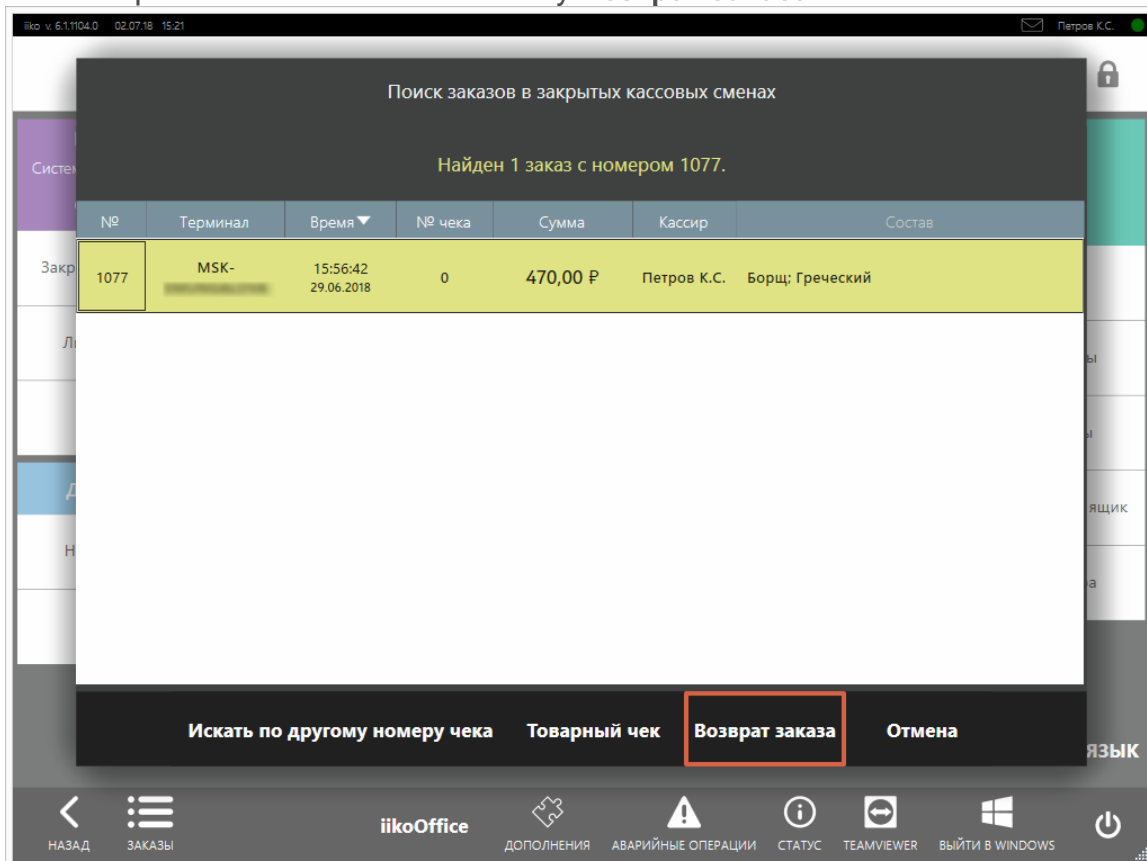 iiko v. 6.1.1104.0 02.07.18 15:21 Петров К.С.
Поиск заказов в закрытых кассовых сменах
Найден 1 заказ с номером 1077.
№ Терминал Время № чека Сумма Кассир Состав
1077 MSK- 15:56:42 29.06.2018 0 470,00 ₽ Петров К.С. Борщ; Греческий
ящик
Искать по другому номеру чека Товарный чек Возврат заказа Отмена
язык
НАЗАД ЗАКАЗЫ iikoOffice ДОПОЛНЕНИЯ АВАРИЙНЫЕ ОПЕРАЦИИ СТАТУС TEAMVIEWER ВЫЙТИ В WINDOWS